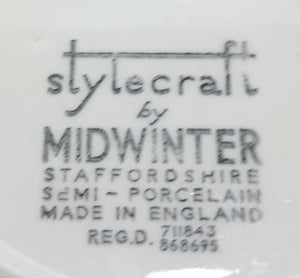 stylecraft
by
MIDWINTER
STAFFORDSHIRE
SEMI-PORCELAIN
MADE IN ENGLAND
REG.D. 711843
868695